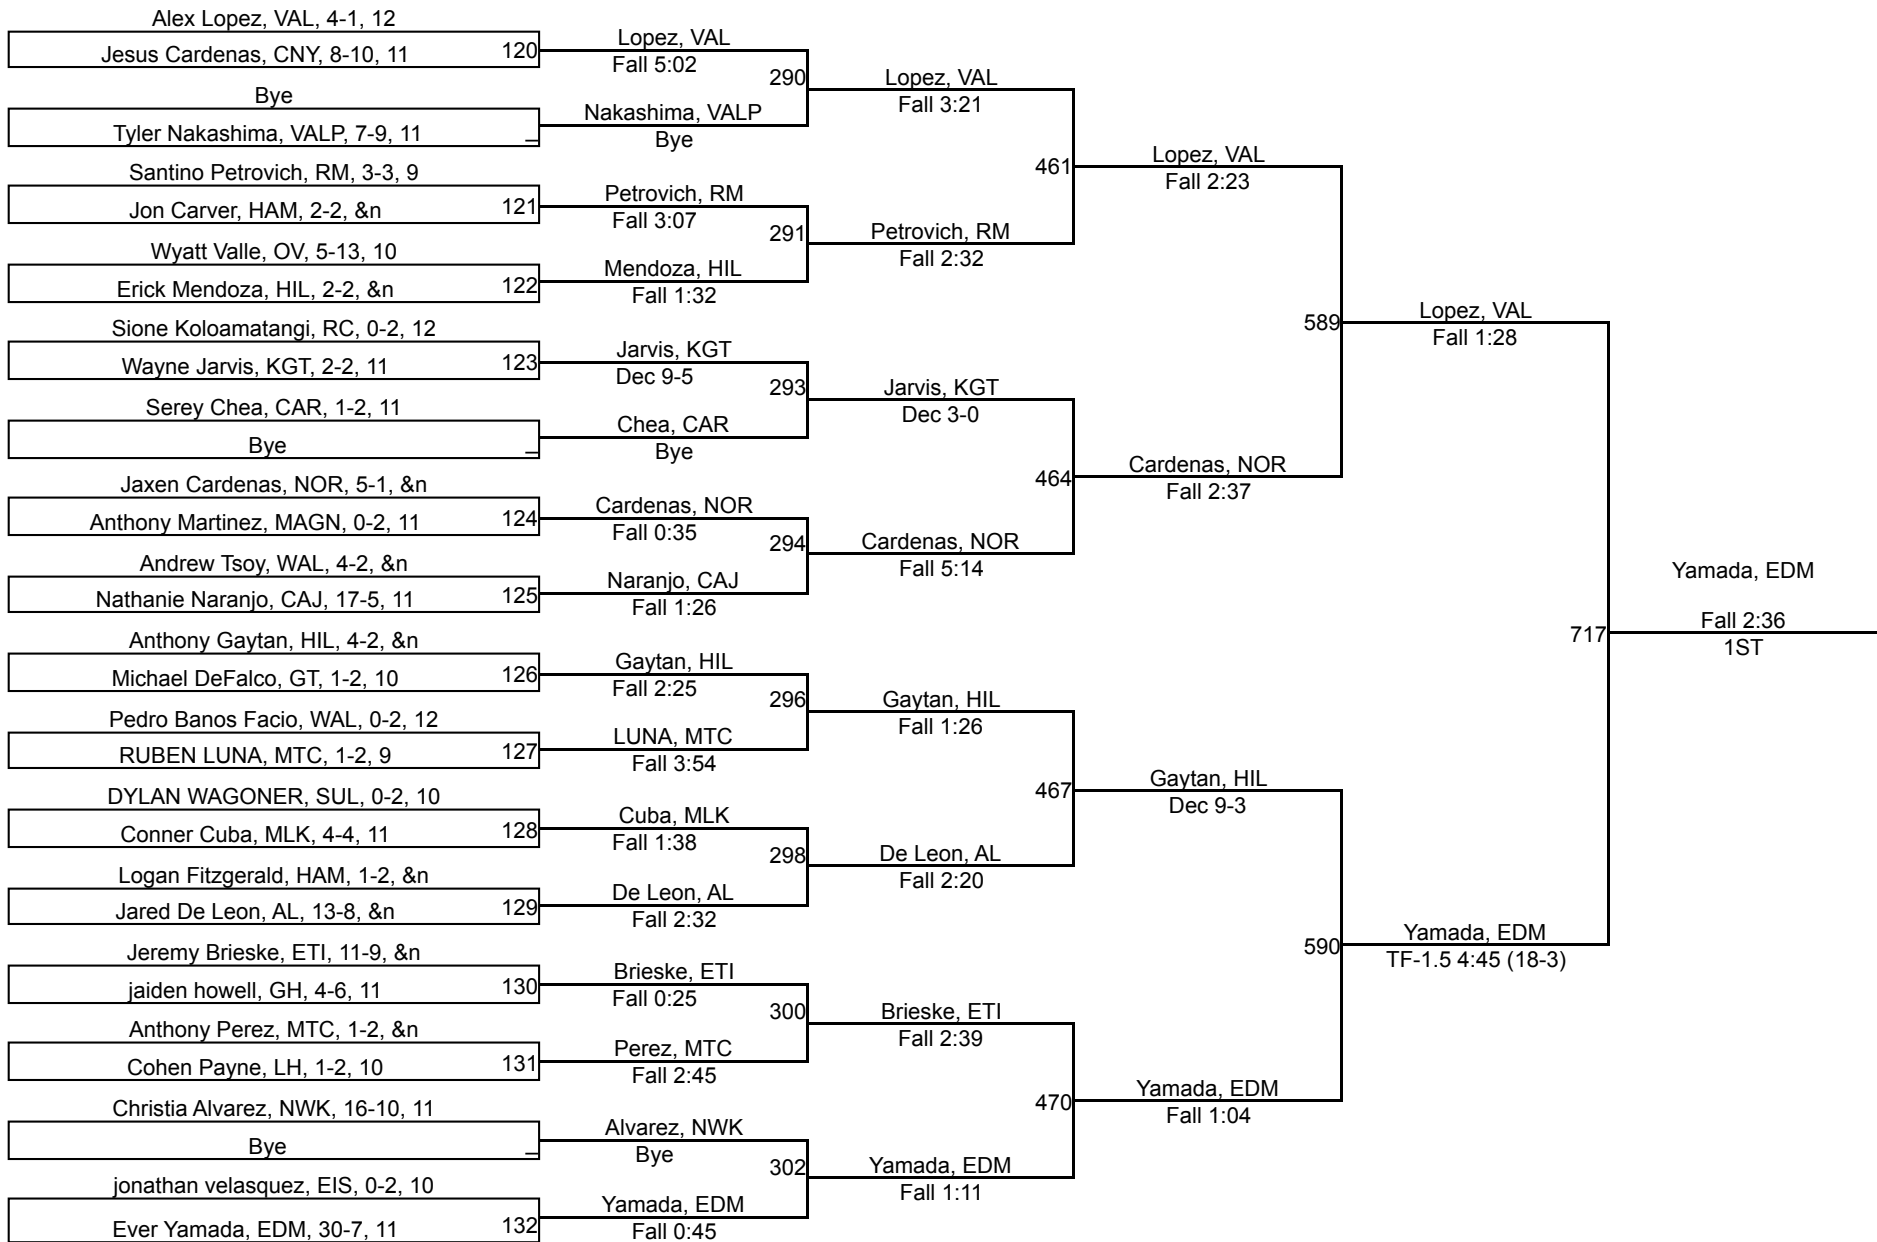 Alex Lopez, VAL, 4-1, 12
Jesus Cardenas, CNY, 8-10, 11
120
Bye
Tyler Nakashima, VALP, 7-9, 11
_
Santino Petrovich, RM, 3-3, 9
Jon Carver, HAM, 2-2, &n
121
Wyatt Valle, OV, 5-13, 10
Erick Mendoza, HIL, 2-2, &n
122
Sione Koloamatangi, RC, 0-2, 12
Wayne Jarvis, KGT, 2-2, 11
123
Serey Chea, CAR, 1-2, 11
Bye
_
Jaxen Cardenas, NOR, 5-1, &n
Anthony Martinez, MAGN, 0-2, 11
124
Andrew Tsoy, WAL, 4-2, &n
Nathanie Naranjo, CAJ, 17-5, 11
125
Anthony Gaytan, HIL, 4-2, &n
Michael DeFalco, GT, 1-2, 10
126
Pedro Banos Facio, WAL, 0-2, 12
RUBEN LUNA, MTC, 1-2, 9
127
DYLAN WAGONER, SUL, 0-2, 10
Conner Cuba, MLK, 4-4, 11
128
Logan Fitzgerald, HAM, 1-2, &n
Jared De Leon, AL, 13-8, &n
129
Jeremy Brieske, ETI, 11-9, &n
jaiden howell, GH, 4-6, 11
130
Anthony Perez, MTC, 1-2, &n
Cohen Payne, LH, 1-2, 10
131
Christia Alvarez, NWK, 16-10, 11
Bye
_
jonathan velasquez, EIS, 0-2, 10
Ever Yamada, EDM, 30-7, 11
132
Lopez, VAL
Fall 5:02
290
Nakashima, VALP
Bye
Petrovich, RM
Fall 3:07
291
Mendoza, HIL
Fall 1:32
Jarvis, KGT
Dec 9-5
293
Chea, CAR
Bye
Cardenas, NOR
Fall 0:35
294
Naranjo, CAJ
Fall 1:26
Gaytan, HIL
Fall 2:25
296
LUNA, MTC
Fall 3:54
Cuba, MLK
Fall 1:38
298
De Leon, AL
Fall 2:32
Brieske, ETI
Fall 0:25
300
Perez, MTC
Fall 2:45
Alvarez, NWK
Bye
302
Yamada, EDM
Fall 0:45
Lopez, VAL
Fall 3:21
461
Petrovich, RM
Fall 2:32
Jarvis, KGT
Dec 3-0
464
Cardenas, NOR
Fall 5:14
Gaytan, HIL
Fall 1:26
467
De Leon, AL
Fall 2:20
Brieske, ETI
Fall 2:39
470
Yamada, EDM
Fall 1:11
Lopez, VAL
Fall 2:23
589
Cardenas, NOR
Fall 2:37
Gaytan, HIL
Dec 9-3
590
Yamada, EDM
Fall 1:04
Lopez, VAL
Fall 1:28
717
Yamada, EDM
TF-1.5 4:45 (18-3)
Yamada, EDM
Fall 2:36
1ST